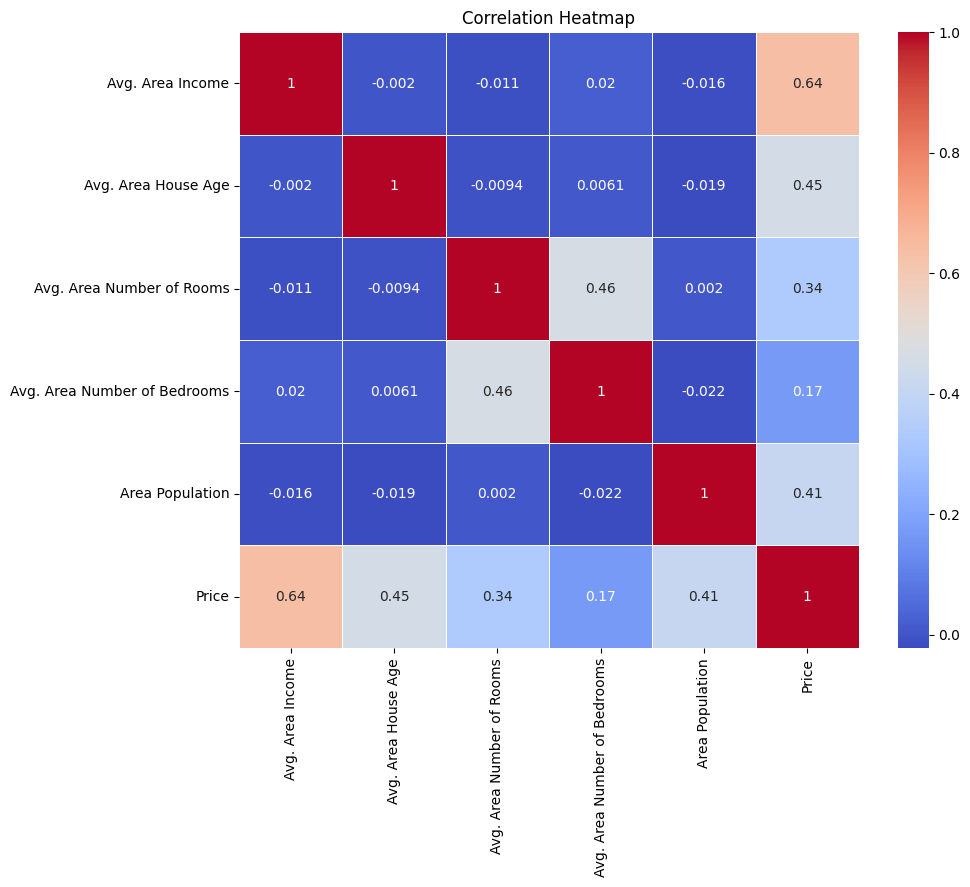 Correlation Heatmap
Avg. Area Income 1 -0.002 -0.011 0.02 -0.016 0.64
Avg. Area House Age -0.002 1 -0.0094 0.0061 -0.019 0.45
Avg. Area Number of Rooms -0.011 -0.0094 1 0.46 0.002 0.34
Avg. Area Number of Bedrooms 0.02 0.0061 0.46 1 -0.022 0.17
Area Population -0.016 -0.019 0.002 -0.022 1 0.41
Price 0.64 0.45 0.34 0.17 0.41 1
Avg. Area Income
Avg. Area House Age
Avg. Area Number of Rooms
Avg. Area Number of Bedrooms
Area Population
Price
1.0
0.8
0.6
0.4
0.2
0.0